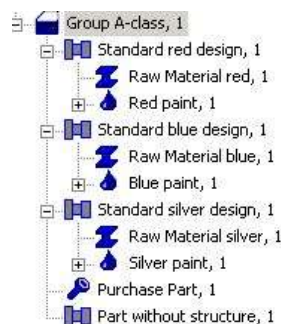 Group A-class, 1
Standard red design, 1
Raw Material red, 1
Red paint, 1
Standard blue design, 1
Raw Material blue, 1
Blue paint, 1
Standard silver design, 1
Raw Material silver, 1
Silver paint, 1
Purchase Part, 1
Part without structure, 1